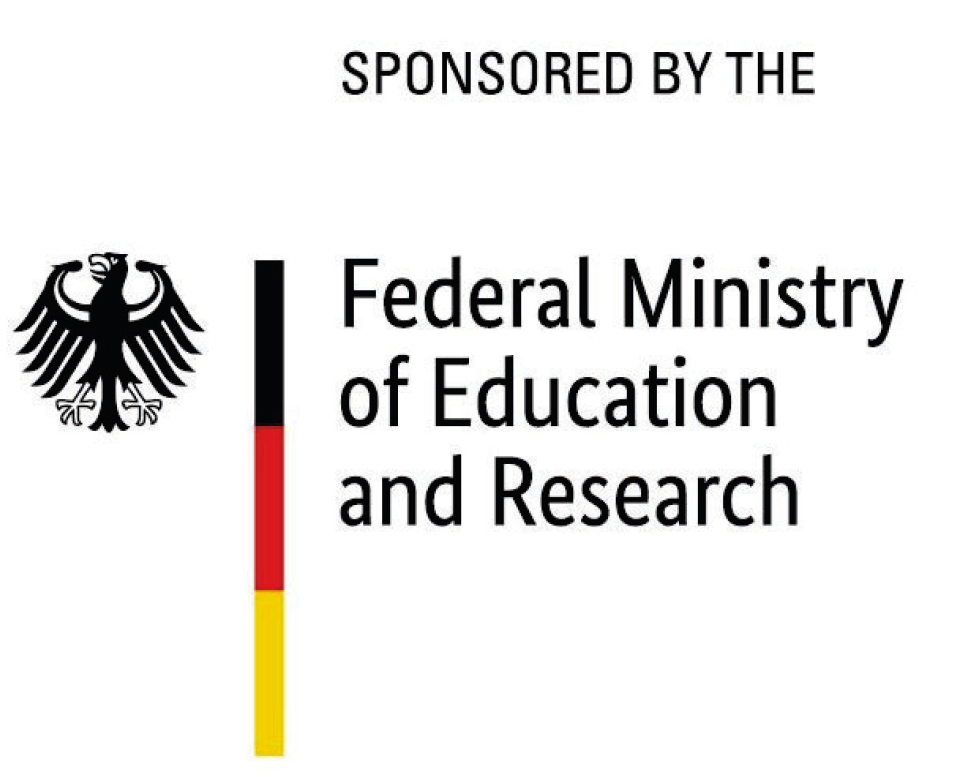 SPONSORED BY THE
Federal Ministry
of Education
and Research